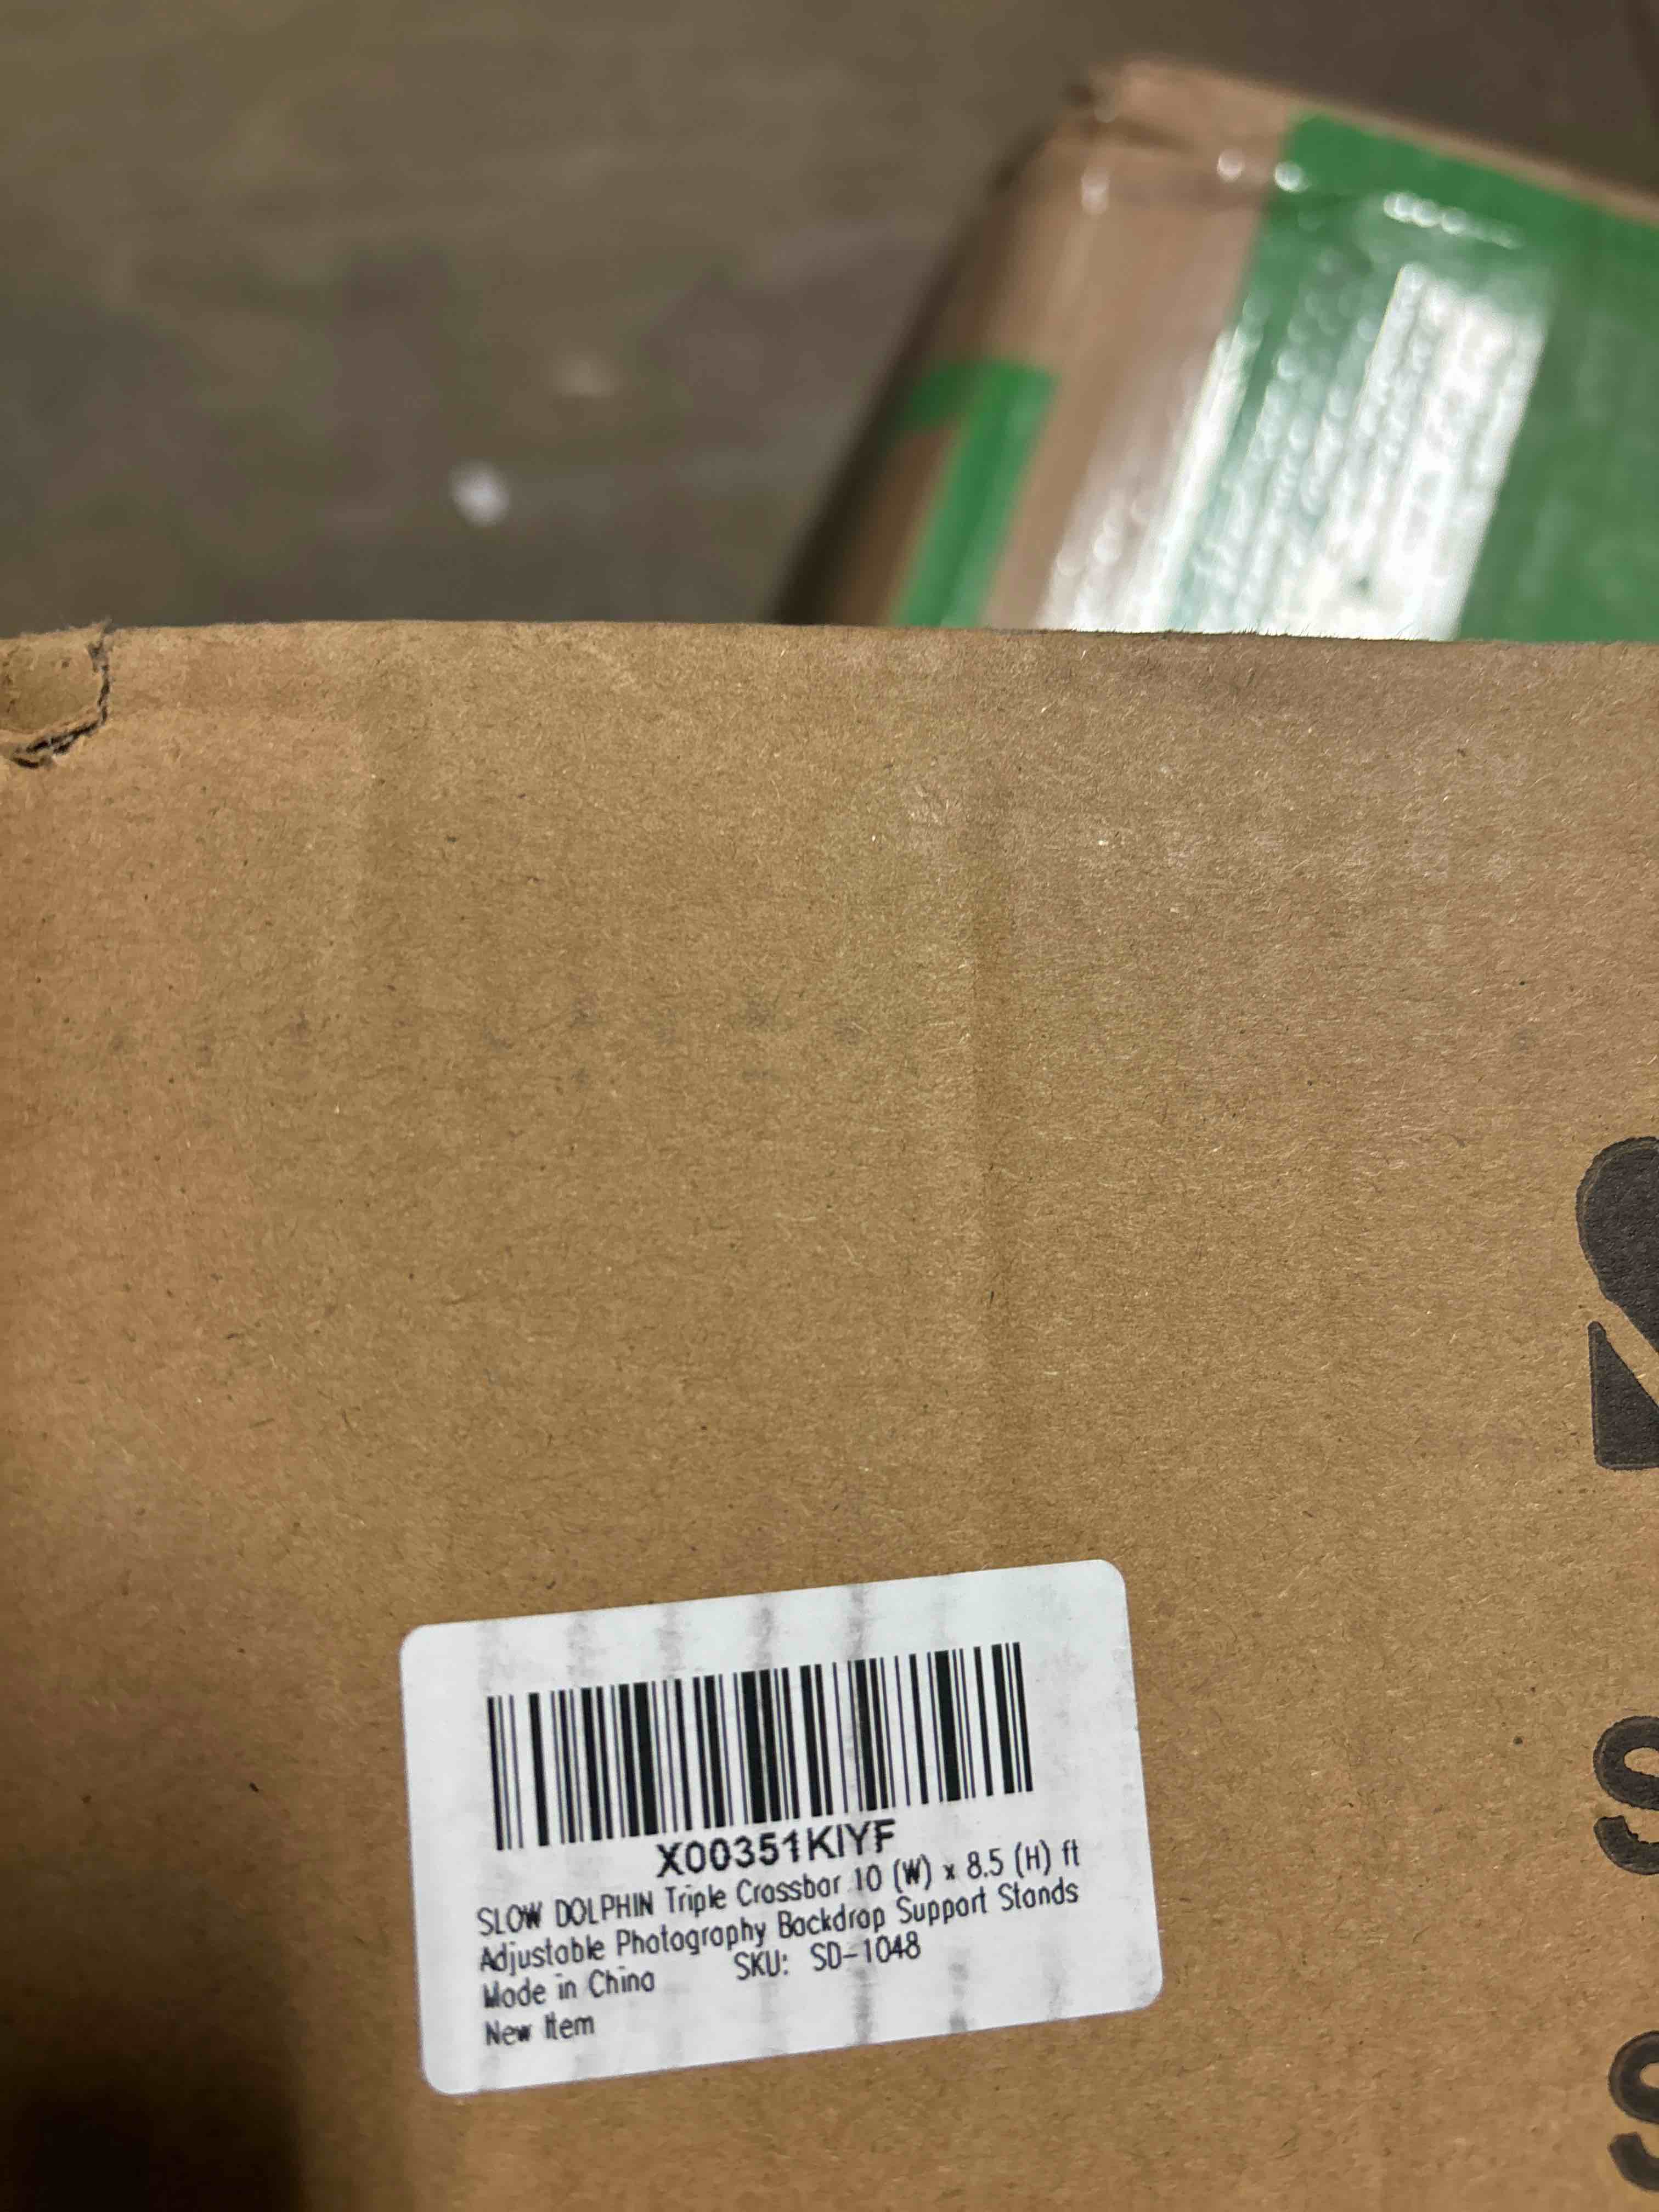 X00351KIYF
SLOW DOLPHIN Triple Crossbar 10 (W) x 8.5 (H) ft
Adjustable Photography Backdrop Support Stands
Made in China SKU: SD-1048
New Item
S
S